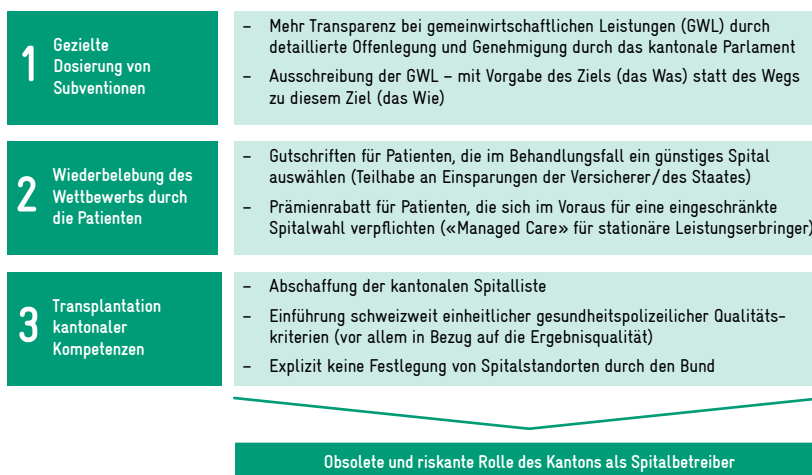 1
Gezielte
Dosierung von
Subventionen
– Mehr Transparenz bei gemeinwirtschaftlichen Leistungen (GWL) durch
detaillierte Offenlegung und Genehmigung durch das kantonale Parlament
– Ausschreibung der GWL – mit Vorgabe des Ziels (das Was) statt des Wegs
zu diesem Ziel (das Wie)
2
Wiederbelebung des
Wettbewerbs durch
die Patienten
– Gutschriften für Patienten, die im Behandlungsfall ein günstiges Spital
auswählen (Teilhabe an Einsparungen der Versicherer/des Staates)
– Prämienrabatt für Patienten, die sich im Voraus für eine eingeschränkte
Spitalwahl verpflichten («Managed Care» für stationäre Leistungserbringer)
3
Transplantation
kantonaler
Kompetenzen
– Abschaffung der kantonalen Spitalliste
– Einführung schweizweit einheitlicher gesundheitspolizeilicher Qualitäts-
kriterien (vor allem in Bezug auf die Ergebnisqualität)
– Explizit keine Festlegung von Spitalstandorten durch den Bund
Obsolete und riskante Rolle des Kantons als Spitalbetreiber